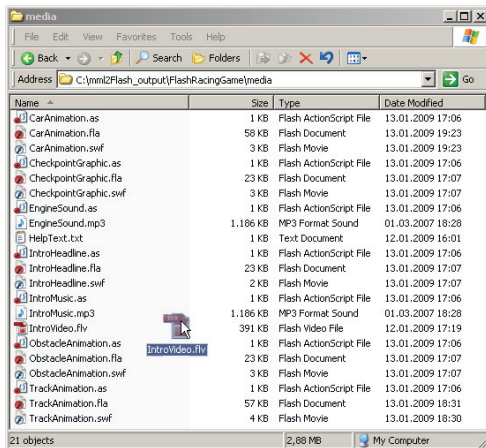 media
File Edit View Favorites Tools Help
Back Search Folders
Address C:\mml2Flash_output\FlashRacingGame\media Go
Name Size Type Date Modified
CarAnimation.as 1 KB Flash ActionScript File 13.01.2009 17:06
CarAnimation.fla 58 KB Flash Document 13.01.2009 19:23
CarAnimation.swf 3 KB Flash Movie 13.01.2009 19:23
CheckpointGraphic.as 1 KB Flash ActionScript File 13.01.2009 17:06
CheckpointGraphic.fla 23 KB Flash Document 13.01.2009 17:07
CheckpointGraphic.swf 3 KB Flash Movie 13.01.2009 17:07
EngineSound.as 1 KB Flash ActionScript File 13.01.2009 17:06
EngineSound.mp3 1.186 KB MP3 Format Sound 01.03.2007 18:28
HelpText.txt 1 KB Text Document 12.01.2009 16:01
IntroHeadline.as 1 KB Flash ActionScript File 13.01.2009 17:06
IntroHeadline.fla 23 KB Flash Document 13.01.2009 17:07
IntroHeadline.swf 2 KB Flash Movie 13.01.2009 17:07
IntroMusic.as 1 KB Flash ActionScript File 13.01.2009 17:06
IntroMusic.mp3 1.186 KB MP3 Format Sound 01.03.2007 18:28
IntroVideo.flv 391 KB Flash Video File 12.01.2009 17:19
ObstacleAnimation.as 1 KB Flash ActionScript File 13.01.2009 17:06
IntroVideo.flv
ObstacleAnimation.fla 23 KB Flash Document 13.01.2009 17:07
ObstacleAnimation.swf 3 KB Flash Movie 13.01.2009 17:07
TrackAnimation.as 1 KB Flash ActionScript File 13.01.2009 17:06
TrackAnimation.fla 57 KB Flash Document 13.01.2009 18:31
TrackAnimation.swf 4 KB Flash Movie 13.01.2009 18:30
21 objects 2,88 MB My Computer